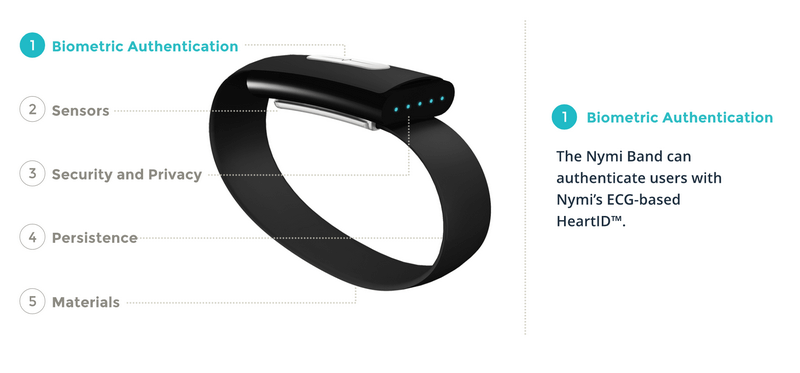 1 Biometric Authentication
2 Sensors
3 Security and Privacy
4 Persistence
5 Materials
1 Biometric Authentication
The Nymi Band can
authenticate users with
Nymi’s ECG-based
HeartID™.